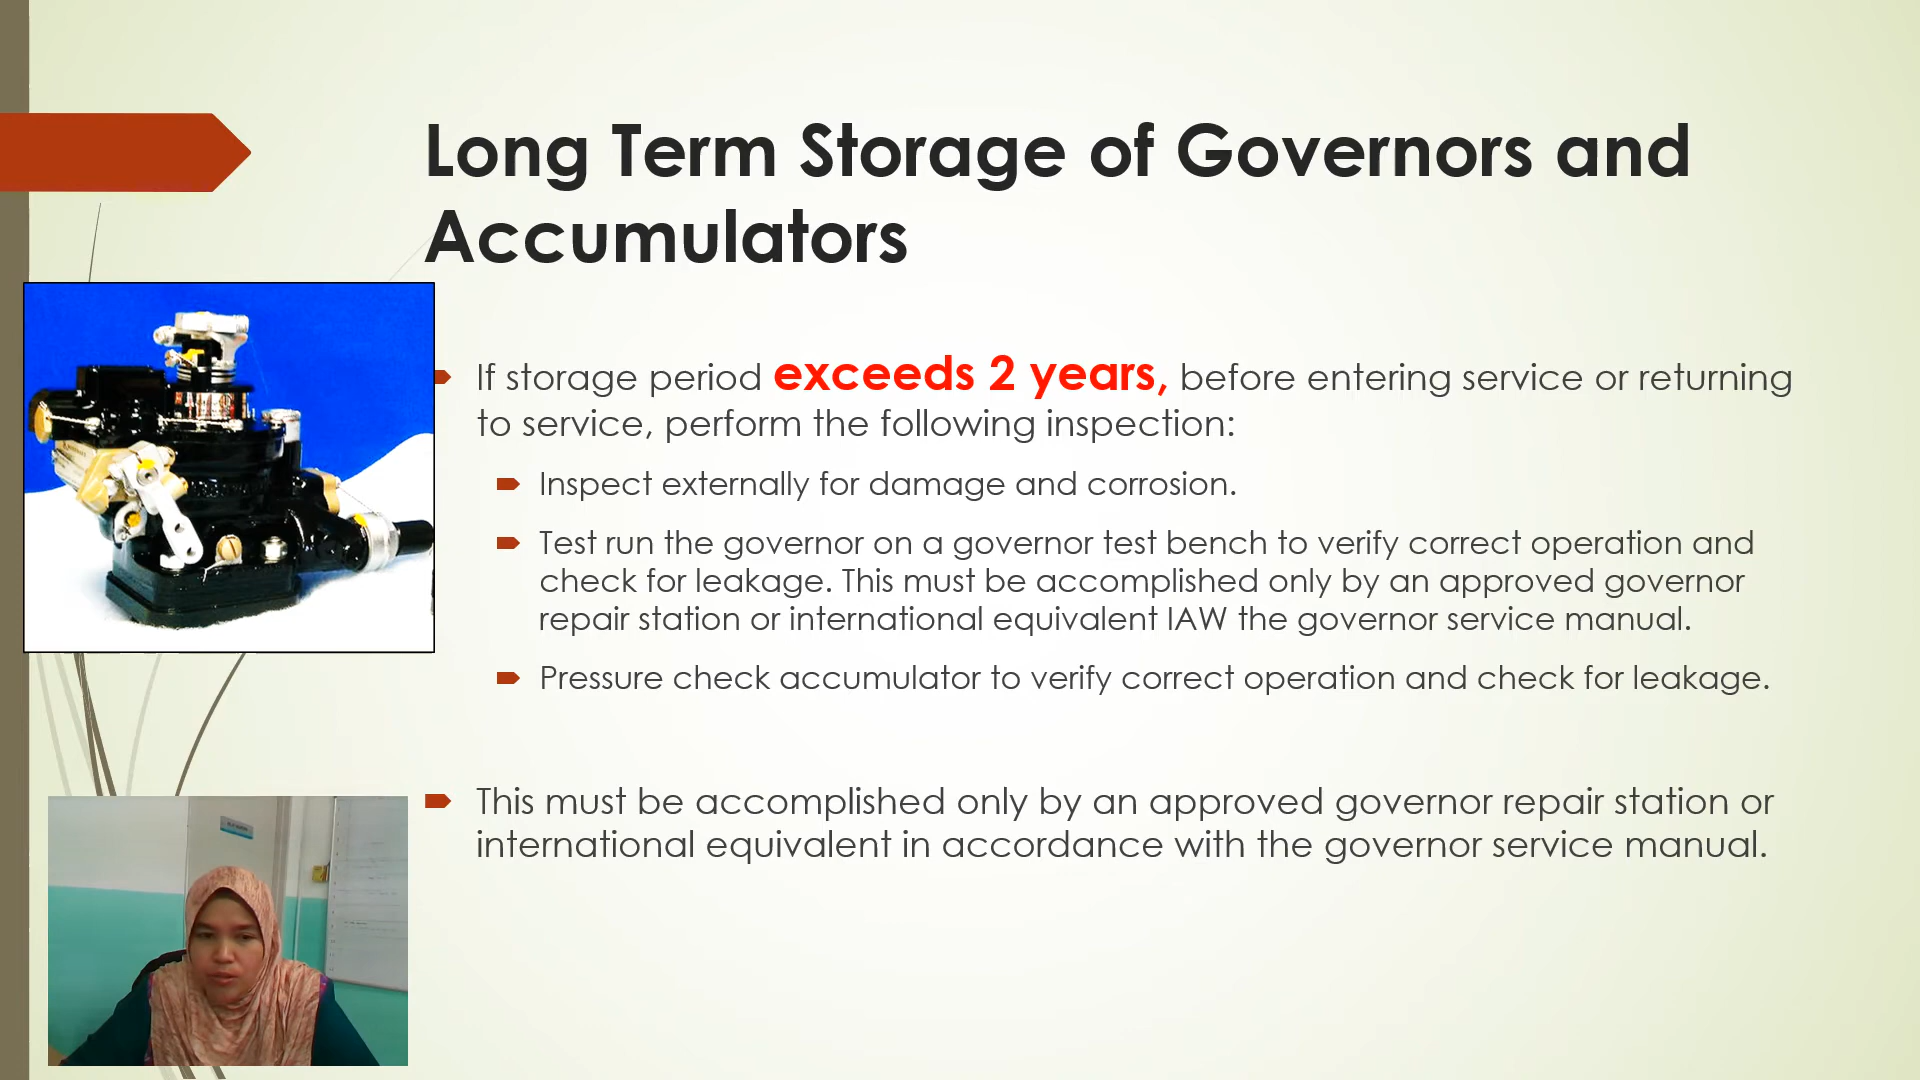 Long Term Storage of Governors and
Accumulators
If storage period exceeds 2 years, before entering service or returning
to service, perform the following inspection:
Inspect externally for damage and corrosion.
Test run the governor on a governor test bench to verify correct operation and
check for leakage. This must be accomplished only by an approved governor
repair station or international equivalent IAW the governor service manual.
Pressure check accumulator to verify correct operation and check for leakage.
This must be accomplished only by an approved governor repair station or
international equivalent in accordance with the governor service manual.